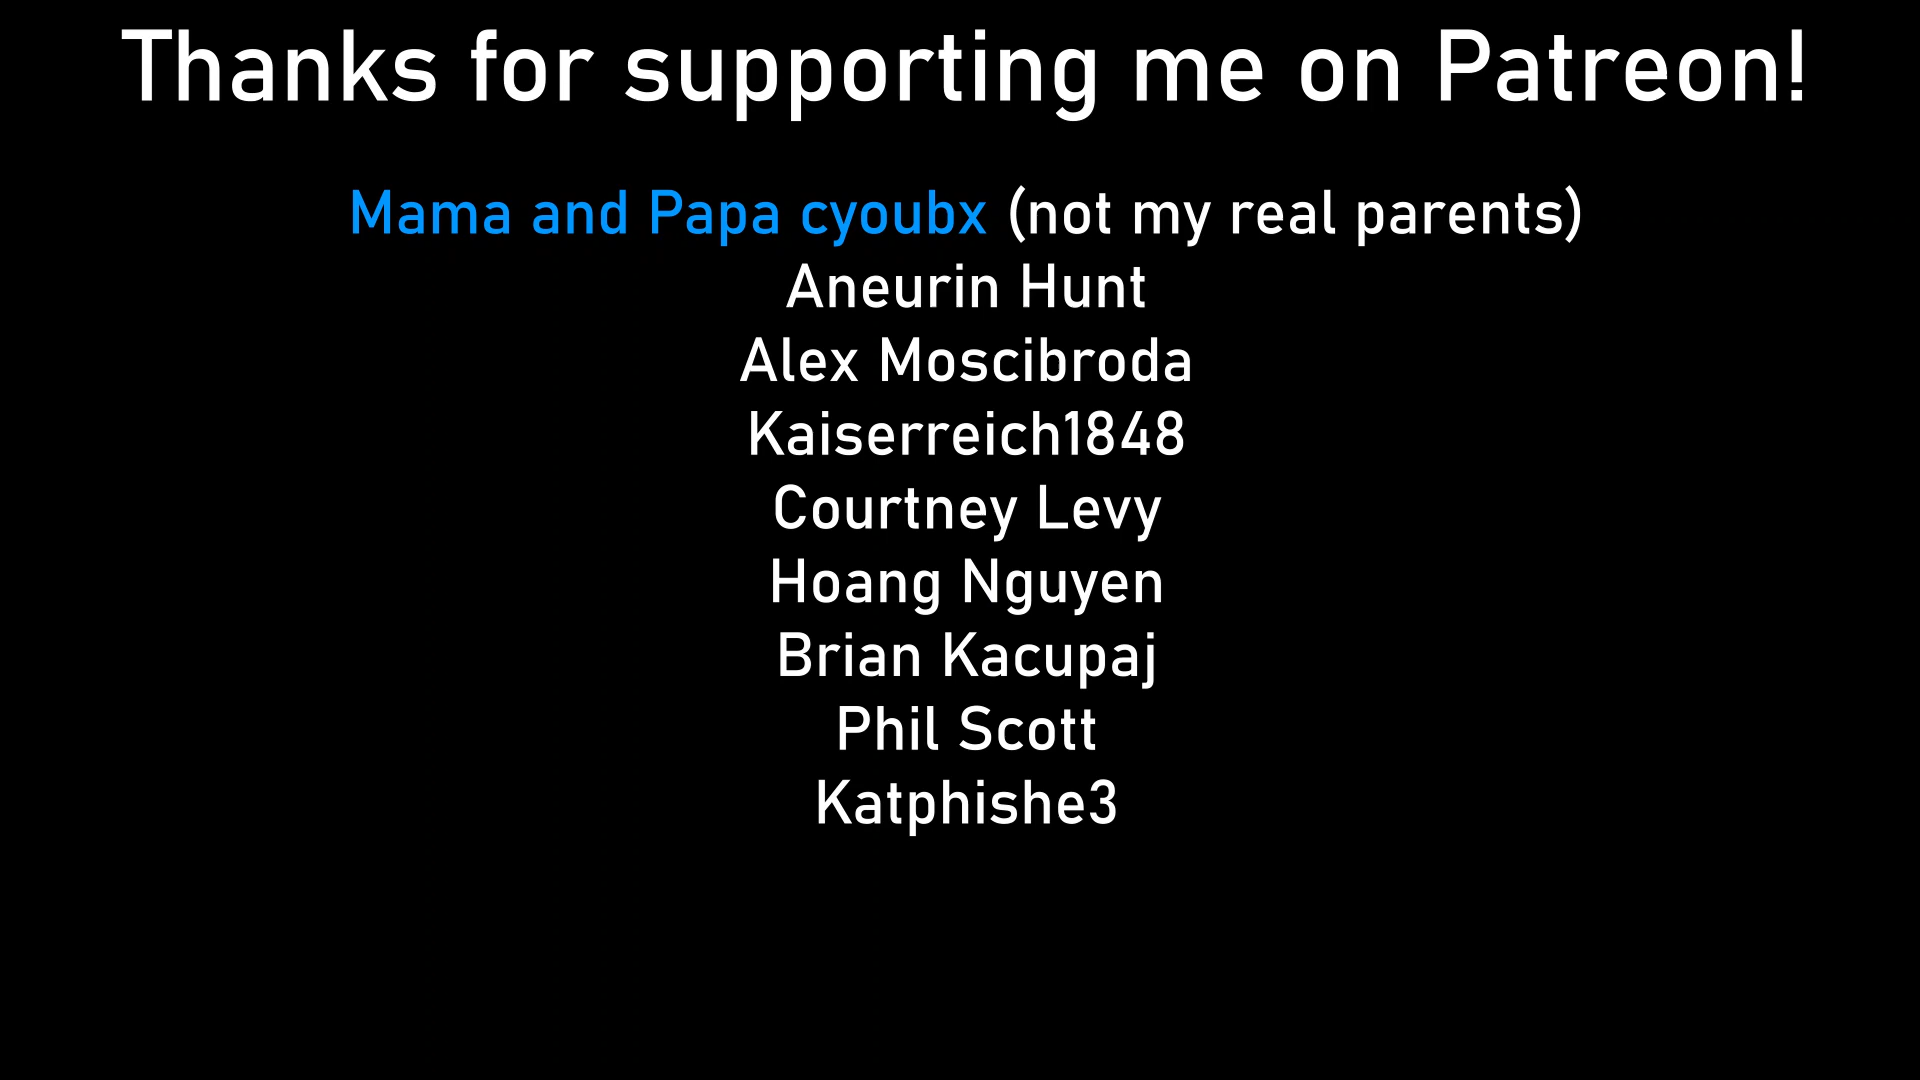 Thanks for supporting me on Patreon!
Mama and Papa cyoubx (not my real parents)
Aneurin Hunt
Alex Moscibroda
Kaiserreich1848
Courtney Levy
Hoang Nguyen
Brian Kacupaj
Phil Scott
Katphishe3